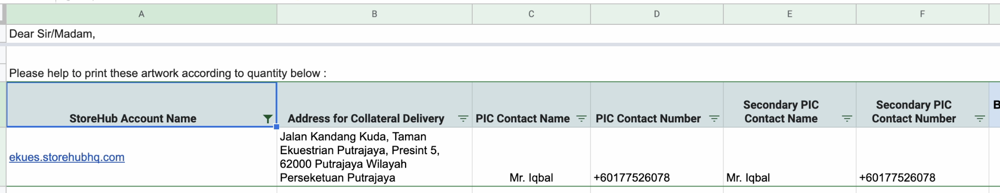 A B C D E F
Dear Sir/Madam,
Please help to print these artwork according to quantity below :
StoreHub Account Name
Address for Collateral Delivery
PIC Contact Name
PIC Contact Number
Secondary PIC
Contact Name
Secondary PIC
Contact Number
B
ekues.storehubhq.com
Jalan Kandang Kuda, Taman
Ekuestrian Putrajaya, Presint 5,
62000 Putrajaya Wilayah
Perseketuan Putrajaya
Mr. Iqbal
+60177526078
Mr. Iqbal
+60177526078